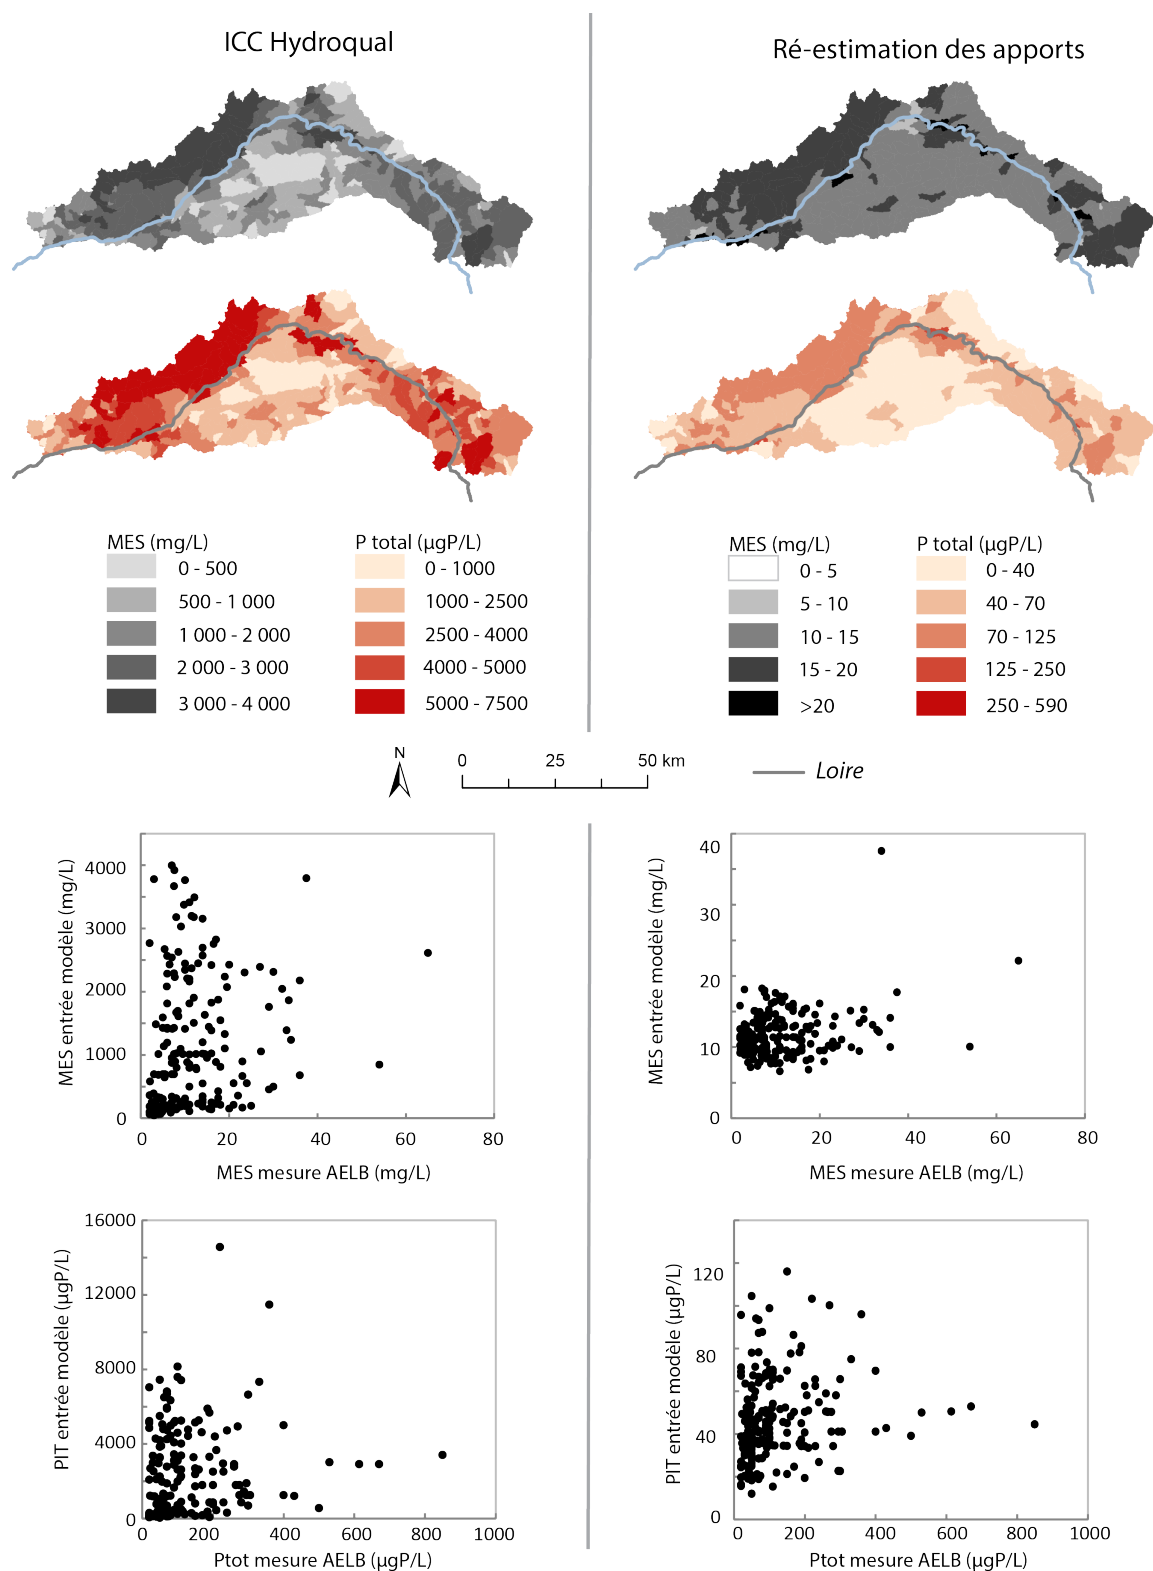 ICC Hydroqual
Ré-estimation des apports
MES (mg/L)
0 - 500
500 - 1 000
1 000 - 2 000
2 000 - 3 000
3 000 - 4 000
P total (µgP/L)
0 - 1000
1000 - 2500
2500 - 4000
4000 - 5000
5000 - 7500
MES (mg/L)
0 - 5
5 - 10
10 - 15
15 - 20
>20
P total (µgP/L)
0 - 40
40 - 70
70 - 125
125 - 250
250 - 590
N
0 25 50 km
Loire
MES entrée modèle (mg/L)
4000
3000
2000
1000
0
0 20 40 60 80
MES mesure AELB (mg/L)
MES entrée modèle (mg/L)
40
30
20
10
0
0 20 40 60 80
MES mesure AELB (mg/L)
PIT entrée modèle (µgP/L)
16000
12000
8000
4000
0
0 200 400 600 800 1000
Ptot mesure AELB (µgP/L)
PIT entrée modèle (µgP/L)
120
80
40
0
0 200 400 600 800 1000
Ptot mesure AELB (µgP/L)